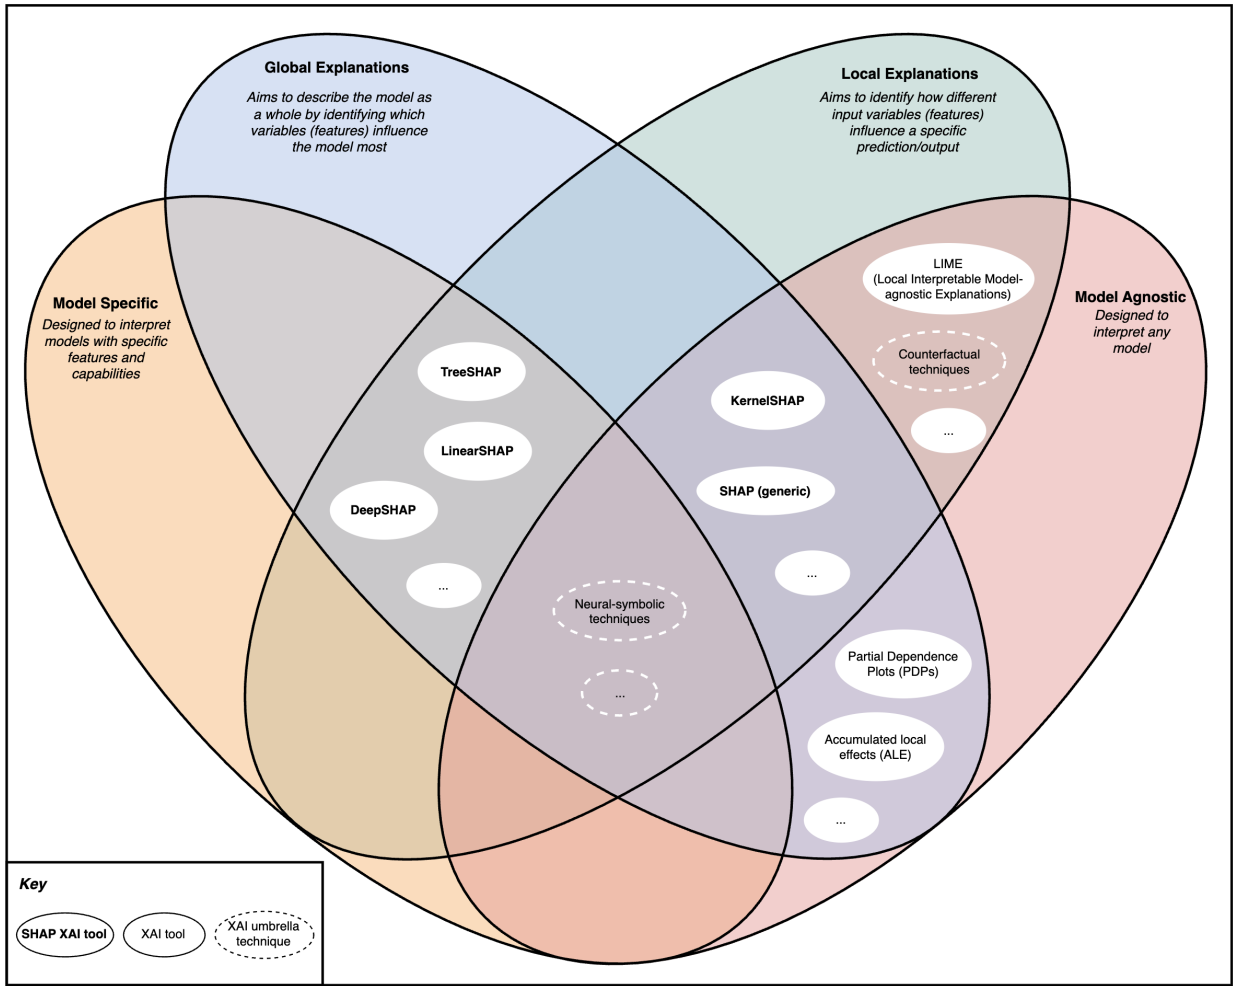 Global Explanations
Aims to describe the model as
a whole by identifying which
variables (features) influence
the model most
Local Explanations
Aims to identify how different
input variables (features)
influence a specific
prediction/output
Model Specific
Designed to interpret
models with specific
features and
capabilities
Model Agnostic
Designed to
interpret any
model
LIME
(Local Interpretable Model-
agnostic Explanations)
Counterfactual
techniques
...
TreeSHAP
LinearSHAP
DeepSHAP
...
KernelSHAP
SHAP (generic)
...
Neural-symbolic
techniques
...
Partial Dependence
Plots (PDPs)
Accumulated local
effects (ALE)
...
Key
SHAP XAI tool
XAI tool
XAI umbrella
technique